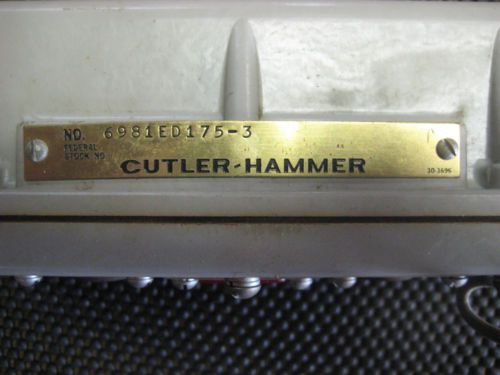 NO. 6981ED175-3
FEDERAL
STOCK NO
CUTLER-HAMMER
10-3696